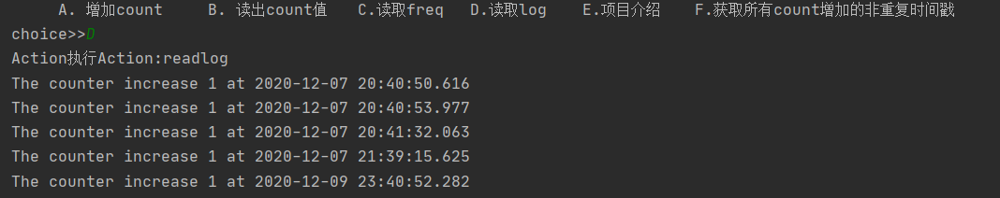 A. 增加count B. 读出count值 C.读取freq D.读取log E.项目介绍 F.获取所有count增加的非重复时间戳
choice>>D
Action执行Action:readlog
The counter increase 1 at 2020-12-07 20:40:50.616
The counter increase 1 at 2020-12-07 20:40:53.977
The counter increase 1 at 2020-12-07 20:41:32.063
The counter increase 1 at 2020-12-07 21:39:15.625
The counter increase 1 at 2020-12-09 23:40:52.282